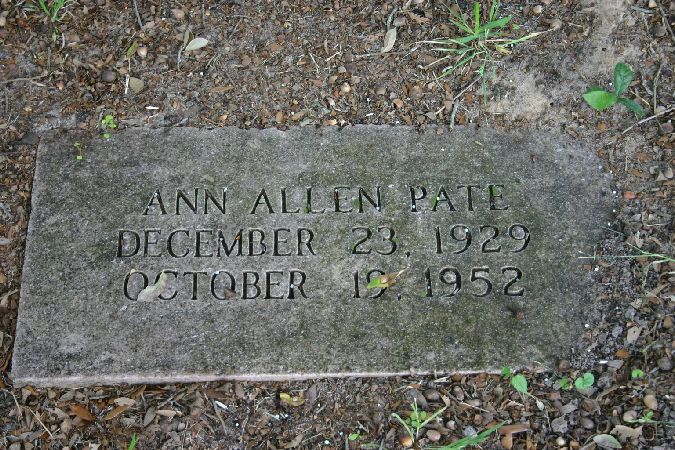 ANN ALLEN PATE
DECEMBER 23, 1929
OCTOBER 19, 1952